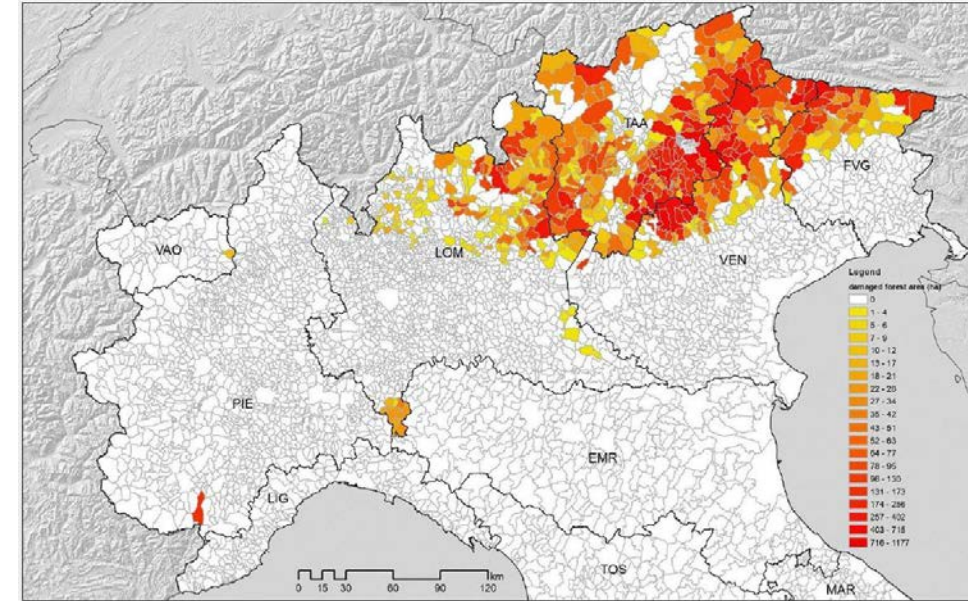 TAA
FVG
VAO
LOM
VEN
PIE
EMR
LIG
TOS
MAR
Legend
damaged forest area (ha)
0
1 - 4
5 - 6
7 - 9
10 - 12
13 - 17
18 - 21
22 - 26
27 - 34
35 - 42
43 - 51
52 - 63
64 - 77
78 - 95
96 - 130
131 - 173
174 - 256
257 - 402
403 - 715
716 - 1177
0 15 30 60 90 120
km